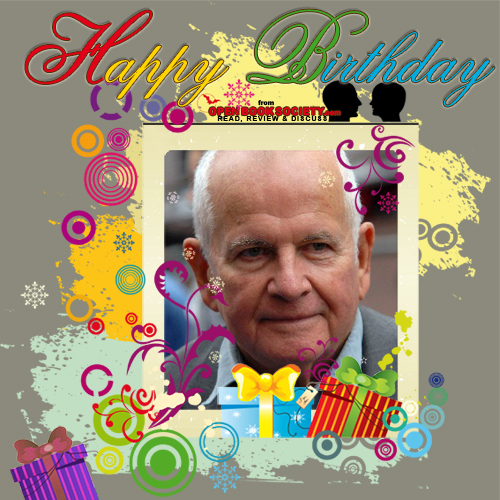 Happy Birthday
from
OPEN BOOK SOCIETY.com
READ, REVIEW & DISCUSS